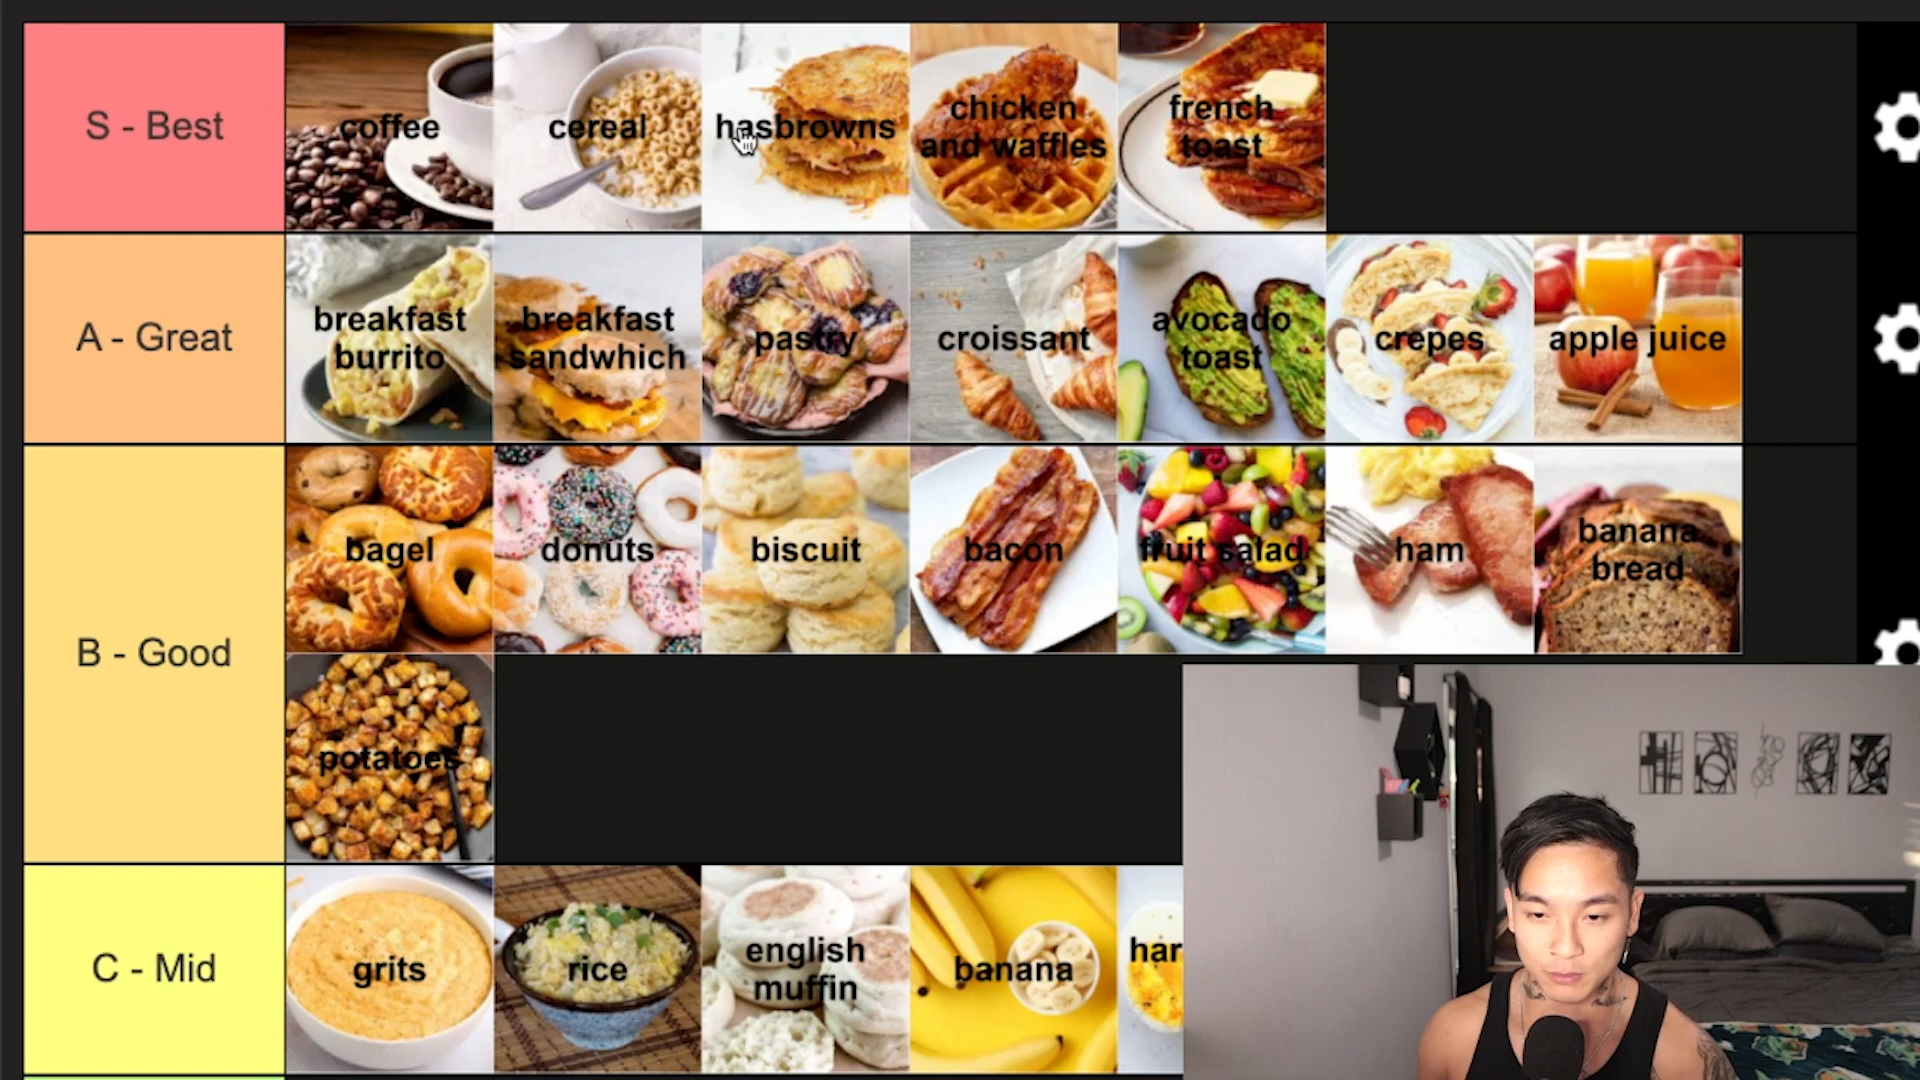 S - Best
coffee
cereal
hasbrowns
chicken
and waffles
french
toast
A - Great
breakfast
burrito
breakfast
sandwhich
pastry
croissant
avocado
toast
crepes
apple juice
B - Good
bagel
donuts
biscuit
bacon
fruit salad
ham
banana
bread
potatoes
C - Mid
grits
rice
english
muffin
banana
har